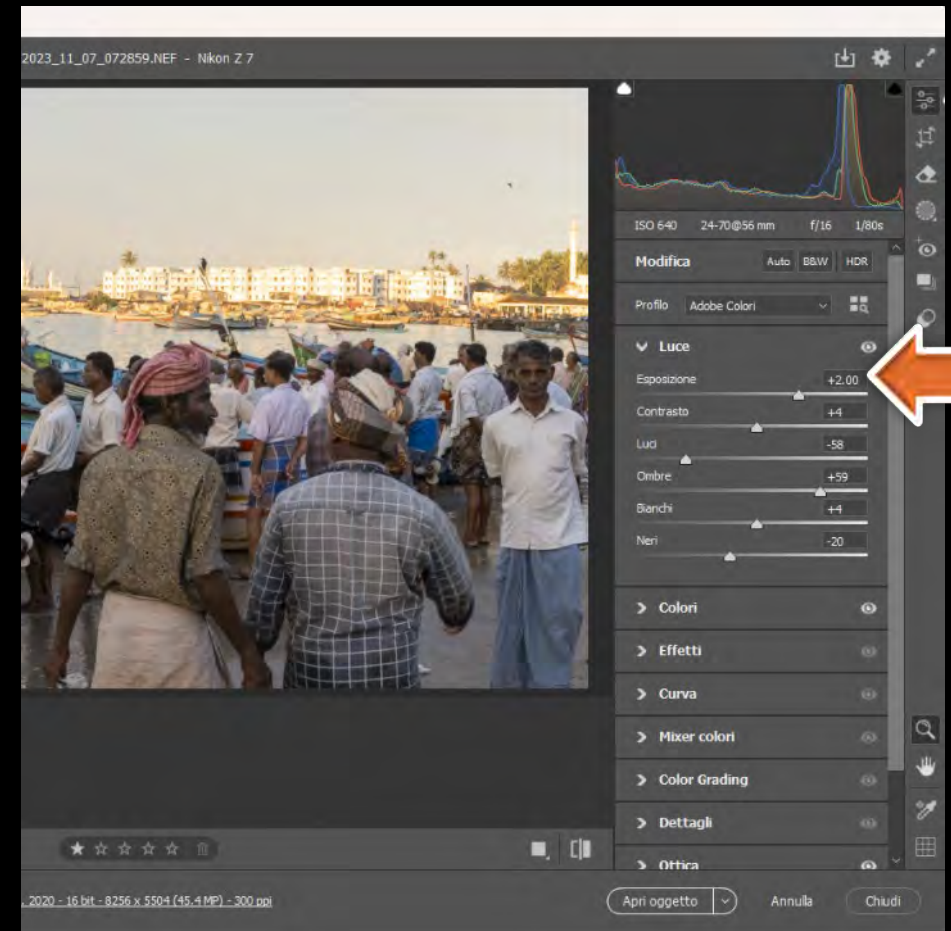 2023_11_07_072859.NEF - Nikon Z 7
ISO 640 24-70@56 mm f/16 1/80s
Modifica Auto B&W HDR
Profilo Adobe Colori
Luce
Esposizione +2.00
Contrasto +4
Luci -58
Ombre +59
Bianchi +4
Neri -20
Colori
Effetti
Curva
Mixer colori
Color Grading
Dettagli
Ottica
, 2020 - 16 bit - 8256 x 5504 (45.4 MP) - 300 ppi
Apri oggetto Annulla Chiudi